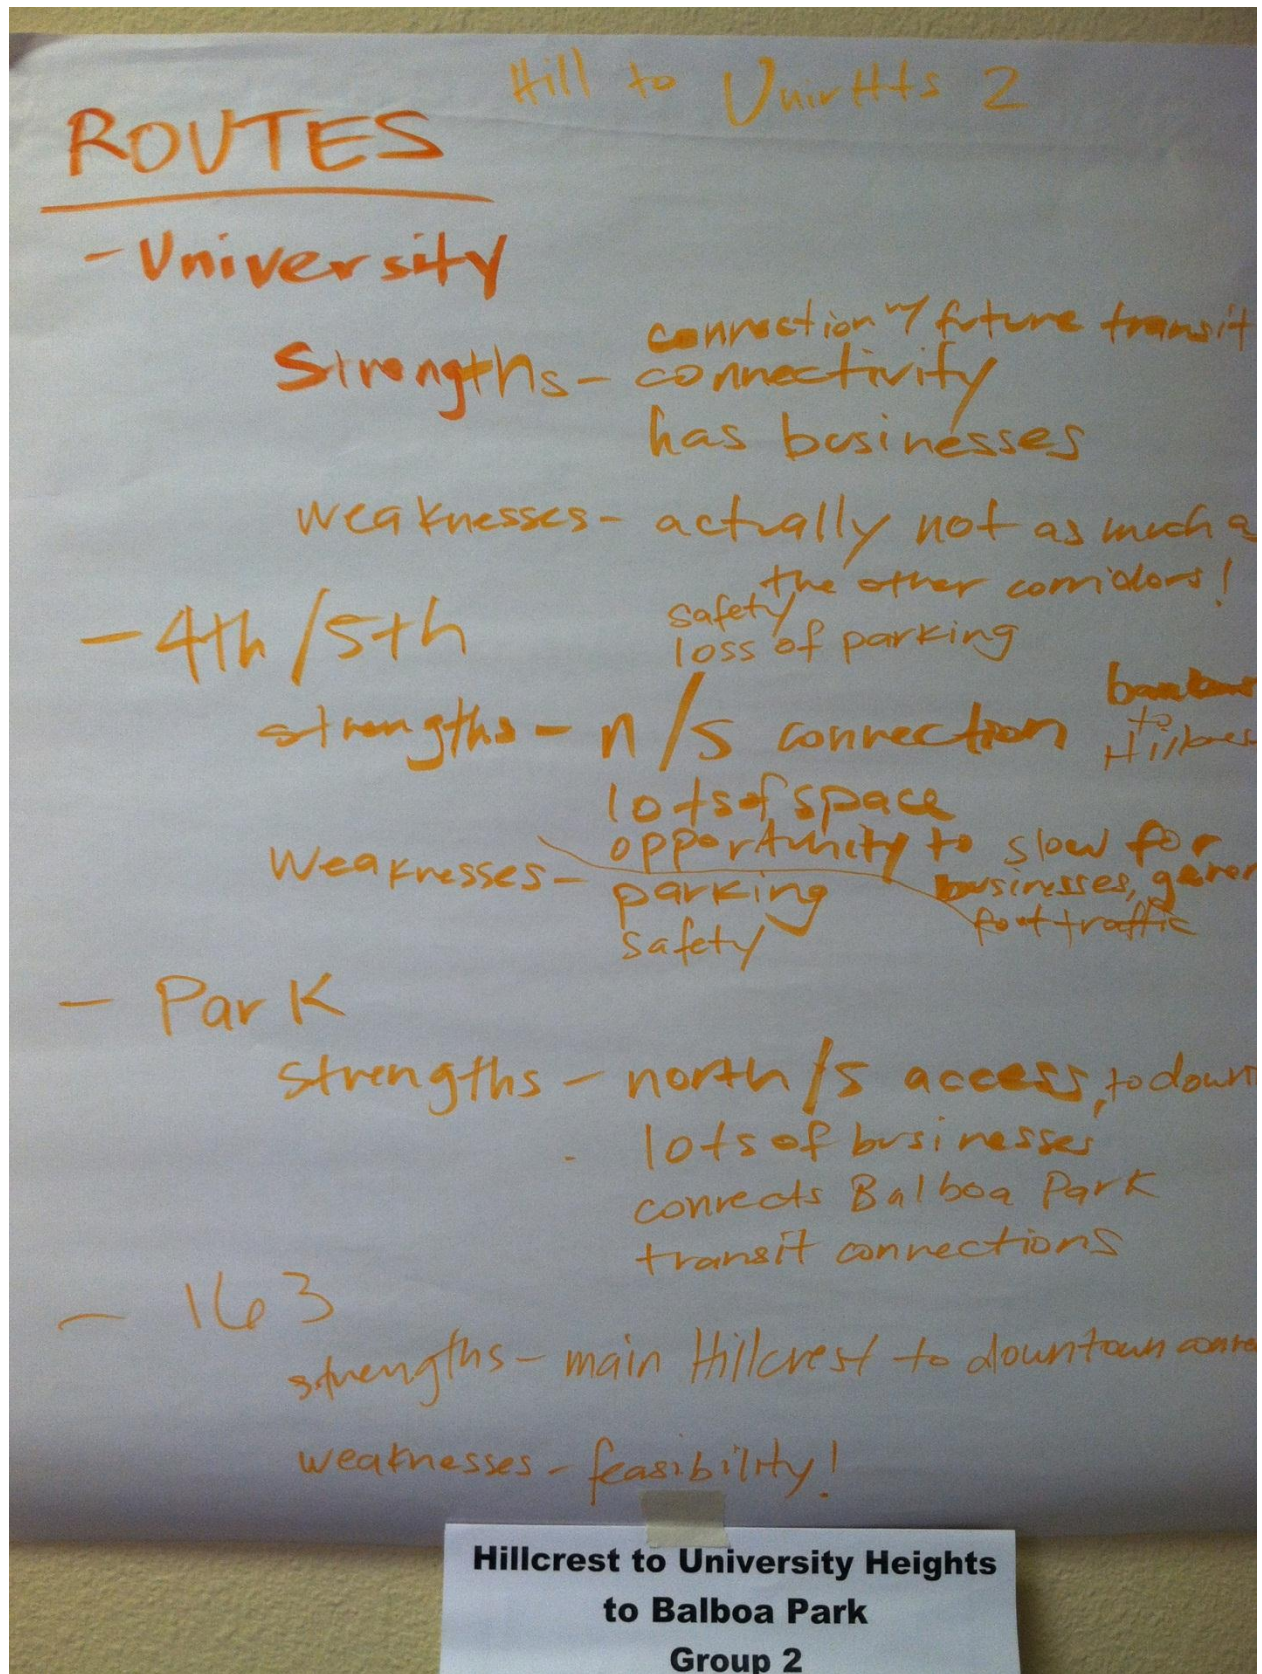 Hill to UnivHts 2
ROUTES
- University
connection w/ future transit
Strengths - connectivity
has businesses
weaknesses - actually not as much a
the other corridors!
safety
loss of parking
- 4th/5th
strengths - n/s connection
to
lots of space
opportunity to slow for
businesses, gener
foot traffic
Weaknesses - parking
safety
- Park
strengths - north/s access, to down
lots of businesses
connects Balboa Park
transit connections
- 163
strengths - main Hillcrest to downtown conne
weaknesses - feasibility!
Hillcrest to University Heights
to Balboa Park
Group 2